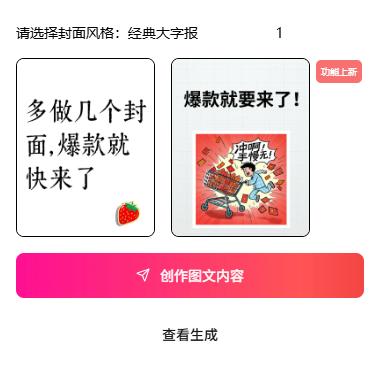 请选择封面风格：经典大字报 1
功能上新
多做几个封
面,爆款就
快来了
爆款就要来了！
冲啊！
手慢无！
创作图文内容
查看生成